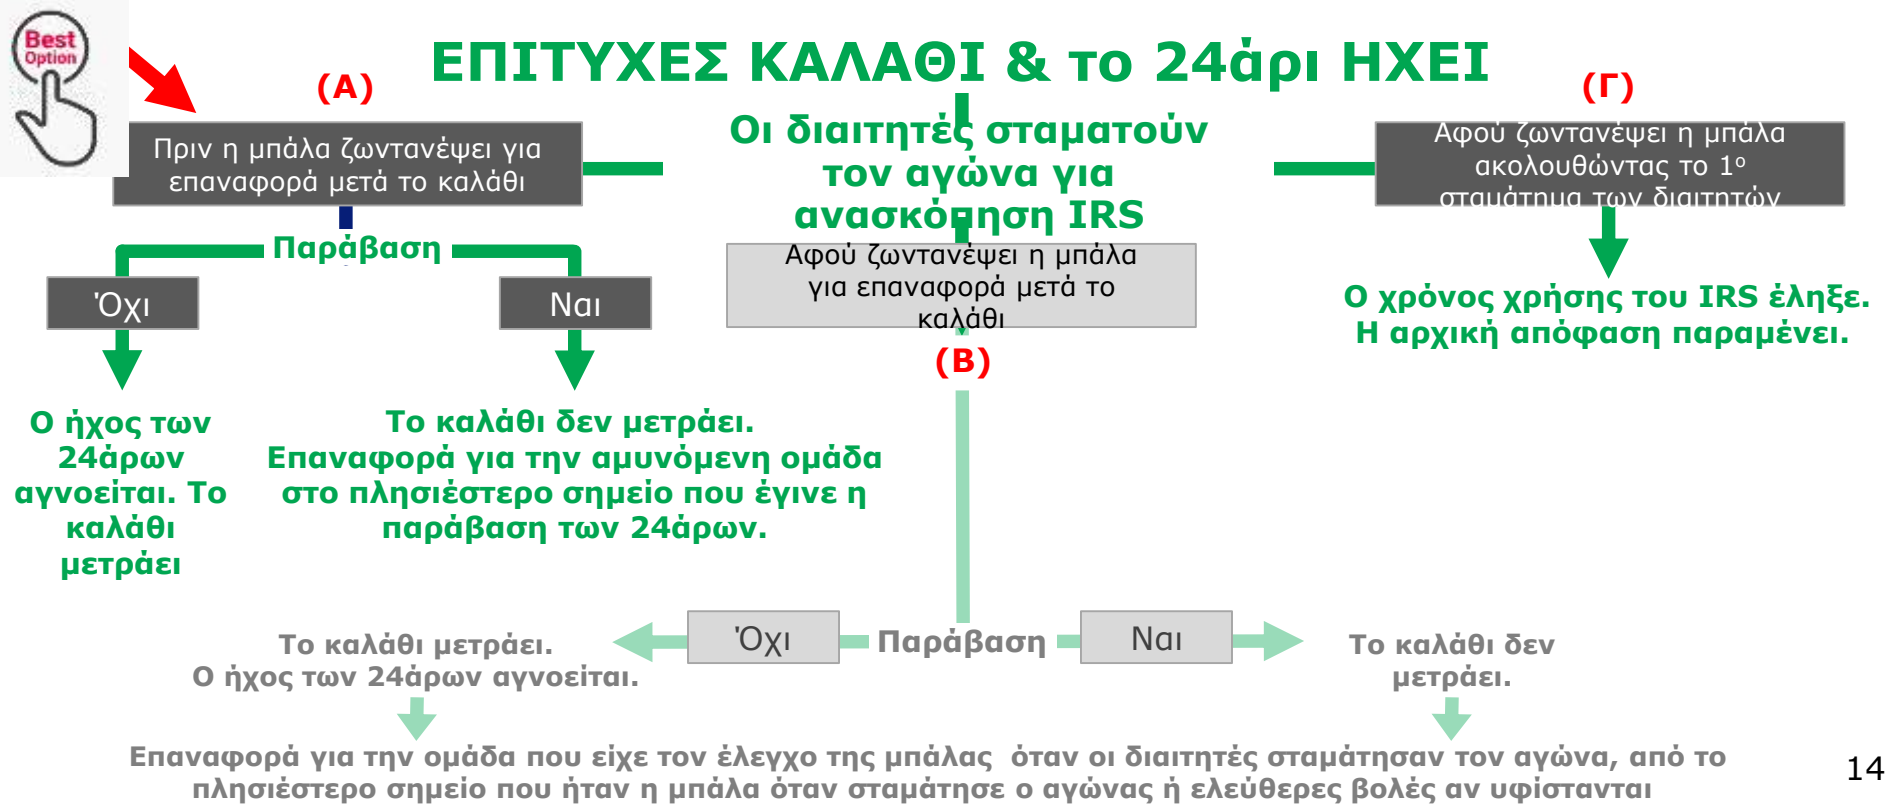 Best
Option
ΕΠΙΤΥΧΕΣ ΚΑΛΑΘΙ & το 24άρι ΗΧΕΙ
(Α)
Πριν η μπάλα ζωντανέψει για
επαναφορά μετά το καλάθι
Παράβαση
Όχι
Ναι
Ο ήχος των
24άρων
αγνοείται. Το
καλάθι
μετράει
Το καλάθι δεν μετράει.
Επαναφορά για την αμυνόμενη ομάδα
στο πλησιέστερο σημείο που έγινε η
παράβαση των 24άρων.
Οι διαιτητές σταματούν
τον αγώνα για
ανασκόπηση IRS
Αφού ζωντανέψει η μπάλα
για επαναφορά μετά το
καλάθι
(Β)
(Γ)
Αφού ζωντανέψει η μπάλα
ακολουθώντας το 1ο
σταμάτημα των διαιτητών
Ο χρόνος χρήσης του IRS έληξε.
Η αρχική απόφαση παραμένει.
Όχι
Παράβαση
Ναι
Το καλάθι μετράει.
Ο ήχος των 24άρων αγνοείται.
Το καλάθι δεν
μετράει.
Επαναφορά για την ομάδα που είχε τον έλεγχο της μπάλας όταν οι διαιτητές σταμάτησαν τον αγώνα, από το
πλησιέστερο σημείο που ήταν η μπάλα όταν σταμάτησε ο αγώνας ή ελεύθερες βολές αν υφίστανται
14